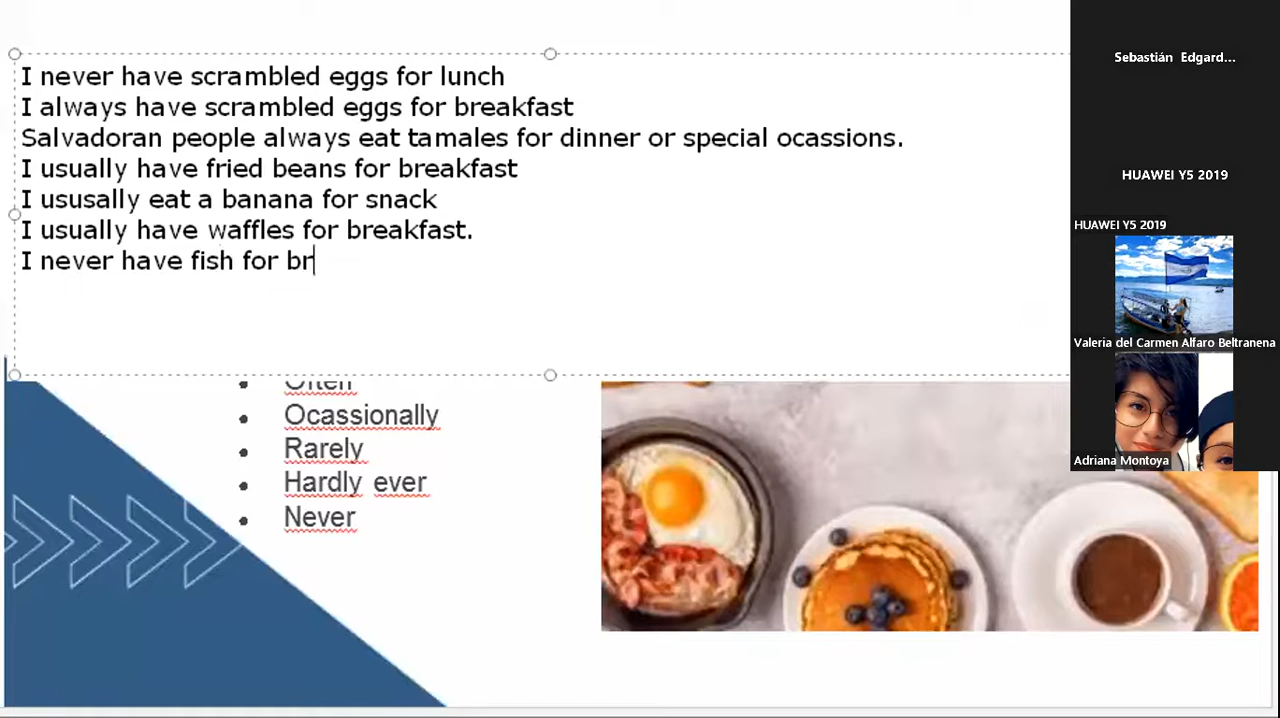 I never have scrambled eggs for lunch
I always have scrambled eggs for breakfast
Salvadoran people always eat tamales for dinner or special ocassions.
I usually have fried beans for breakfast
I ususally eat a banana for snack
I usually have waffles for breakfast.
I never have fish for br
Often
Ocassionally
Rarely
Hardly ever
Never
Sebastián Edgard...
HUAWEI Y5 2019
HUAWEI Y5 2019
Valeria del Carmen Alfaro Beltranena
Adriana Montoya